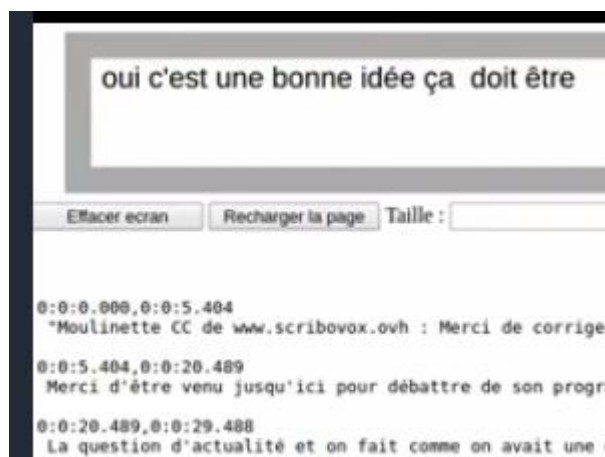 oui c'est une bonne idée ça  doit être
Effacer ecran Recharger la page Taille :
0:0:0.000,0:0:5.404
"Moulinette CC de www.scribovox.ovh : Merci de corrige
0:0:5.404,0:0:20.489
Merci d'être venu jusqu'ici pour débattre de son progr
0:0:20.489,0:0:29.488
La question d'actualité et on fait comme on avait une